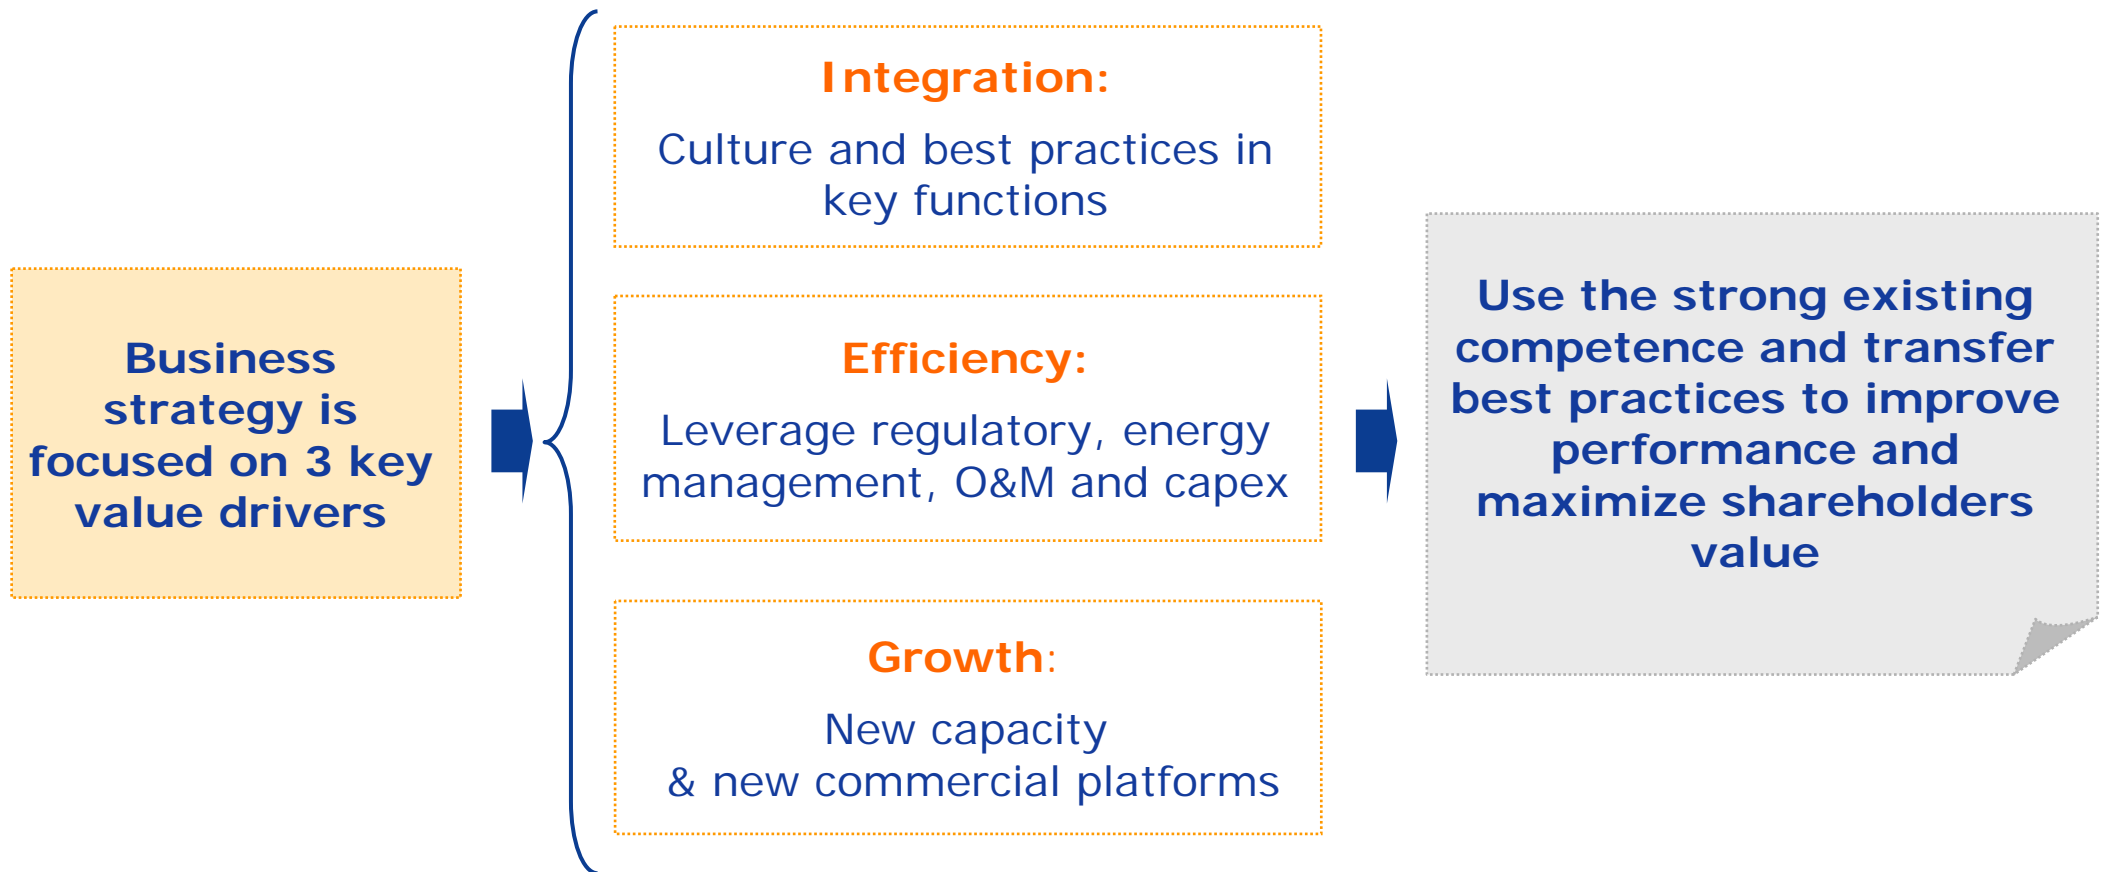 Business
strategy is
focused on 3 key
value drivers
Integration:
Culture and best practices in
key functions
Efficiency:
Leverage regulatory, energy
management, O&M and capex
Growth:
New capacity
& new commercial platforms
Use the strong existing
competence and transfer
best practices to improve
performance and
maximize shareholders
value